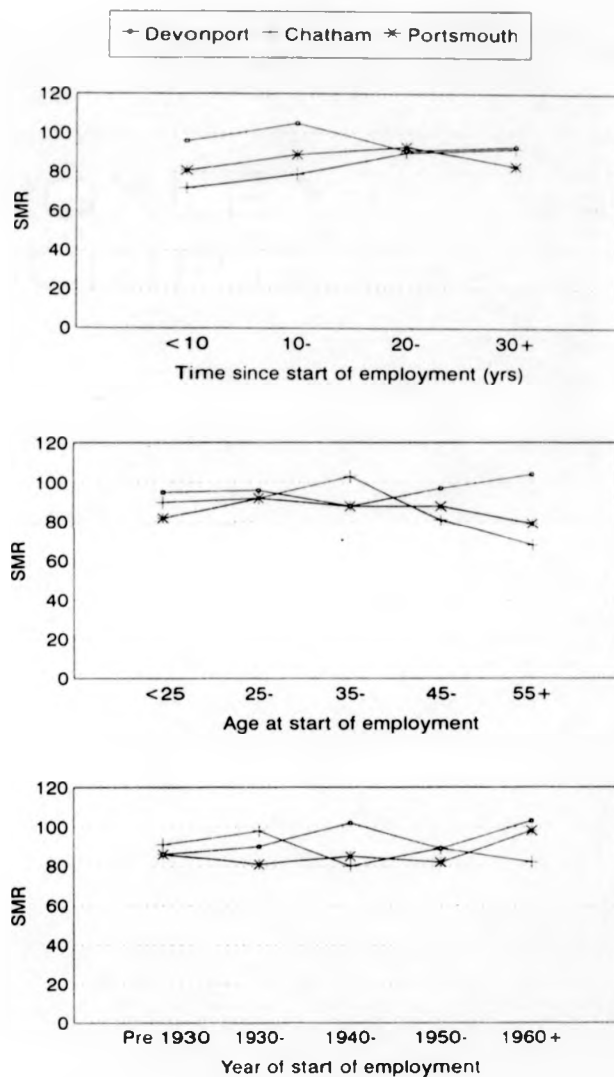 Devonport Chatham Portsmouth
120
100
80
60
40
20
0
SMR
<10 10- 20- 30+
Time since start of employment (yrs)
120
100
80
60
40
20
0
SMR
<25 25- 35- 45- 55+
Age at start of employment
120
100
80
60
40
20
0
SMR
Pre 1930 1930- 1940- 1950- 1960+
Year of start of employment